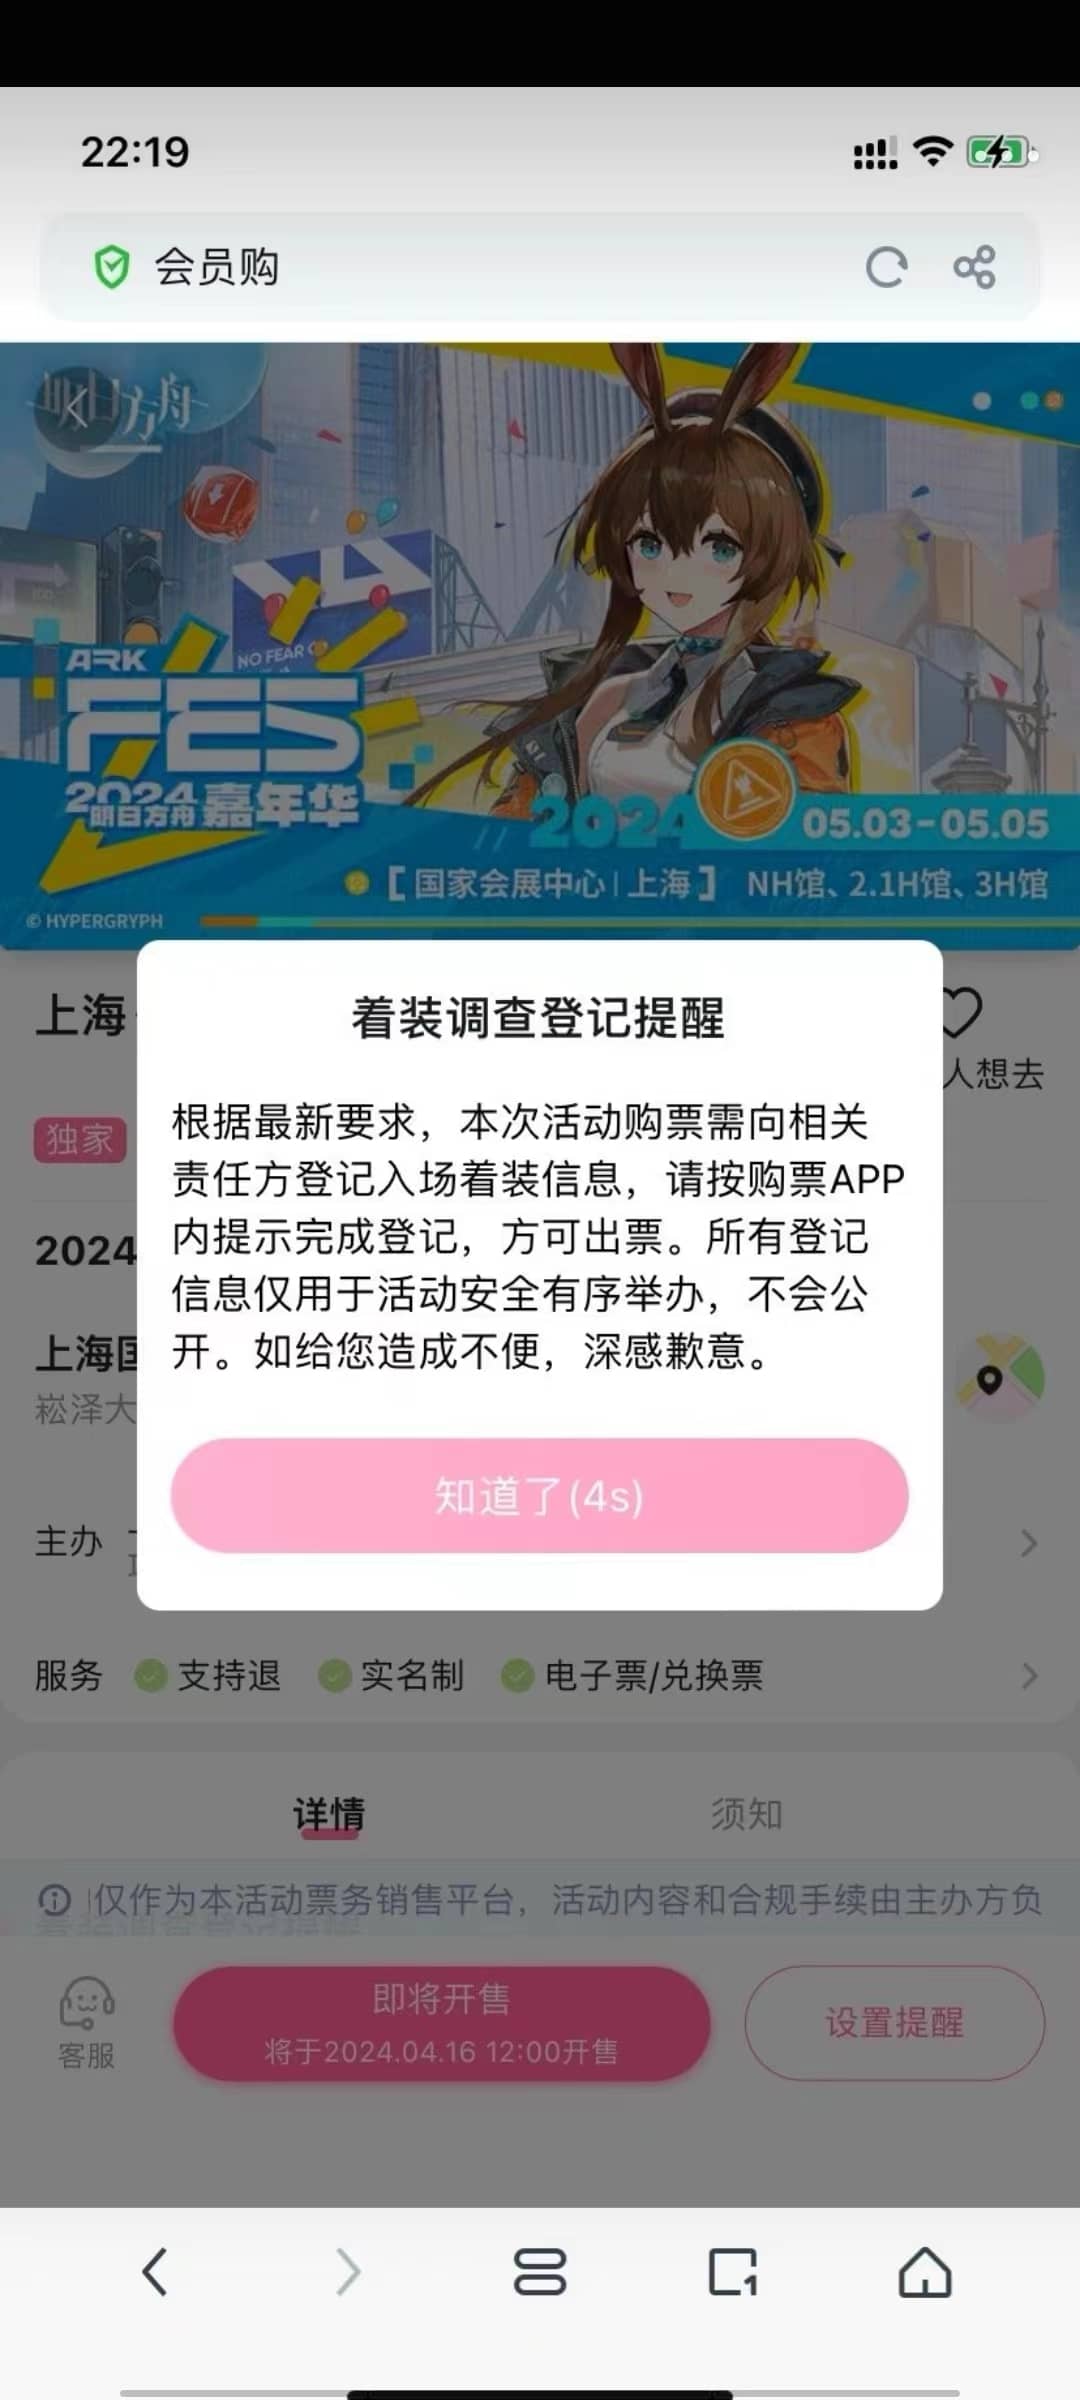 22:19
会员购
明日方舟
NO FEAR
ARK
FES
2024
明日方舟 嘉年华
2024 05.03-05.05
【国家会展中心 | 上海】 NH馆、2.1H馆、3H馆
© HYPERGRYPH
上海
人想去
独家
2024
上海国
崧泽大
着装调查登记提醒
根据最新要求，本次活动购票需向相关
责任方登记入场着装信息，请按购票APP
内提示完成登记，方可出票。所有登记
信息仅用于活动安全有序举办，不会公
开。如给您造成不便，深感歉意。
知道了(4s)
主办
服务 支持退 实名制 电子票/兑换票
详情 须知
仅作为本活动票务销售平台，活动内容和合规手续由主办方负
着装调查登记提醒
客服
即将开售
将于2024.04.16 12:00开售
设置提醒
1